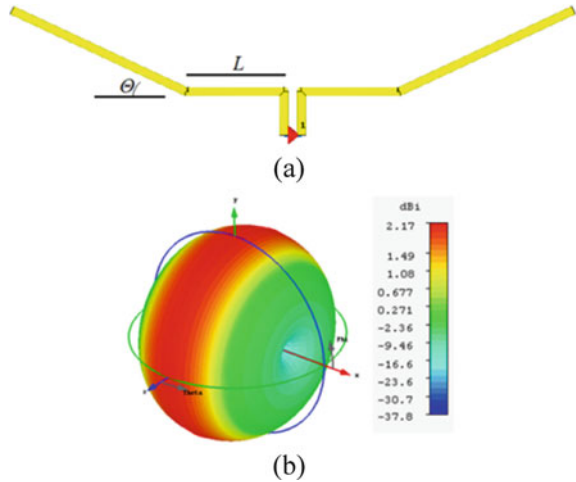 L
Θ
1
(a)
dBi
2.17
1.49
1.08
0.677
0.271
-2.36
-9.46
-16.6
-23.6
-30.7
-37.8
y
Phi
x
Theta
(b)